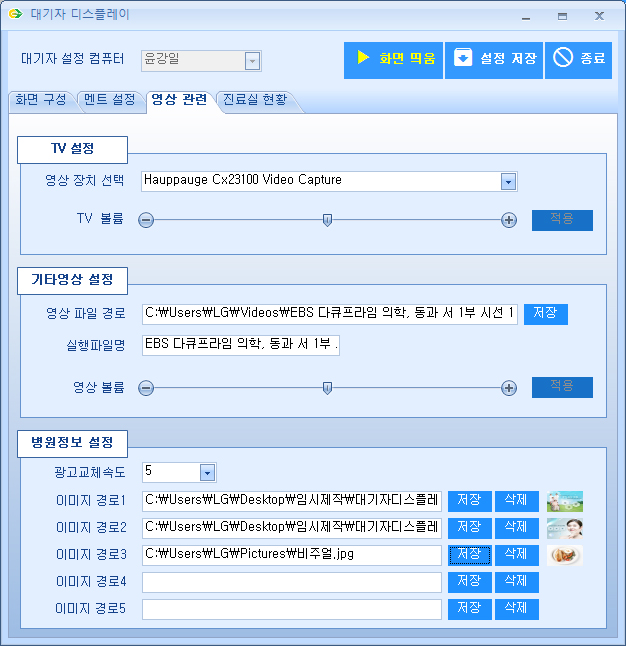 대기자 디스플레이
대기자 설정 컴퓨터 윤강일 화면 띄움 설정 저장 종료
화면 구성 멘트 설정 영상 관련 진료실 현황
TV 설정
영상 장치 선택 Hauppauge Cx23100 Video Capture
TV 볼륨 적용
기타영상 설정
영상 파일 경로 C:₩Users₩LG₩Videos₩EBS 다큐프라임 의학, 동과 서 1부 시선 1 저장
실행파일명 EBS 다큐프라임 의학, 동과 서 1부 .
영상 볼륨 적용
병원정보 설정
광고교체속도 5
이미지 경로1 C:₩Users₩LG₩Desktop₩임시제작₩대기자디스플레 저장 삭제
이미지 경로2 C:₩Users₩LG₩Desktop₩임시제작₩대기자디스플레 저장 삭제
이미지 경로3 C:₩Users₩LG₩Pictures₩비주얼.jpg 저장 삭제
이미지 경로4 저장 삭제
이미지 경로5 저장 삭제